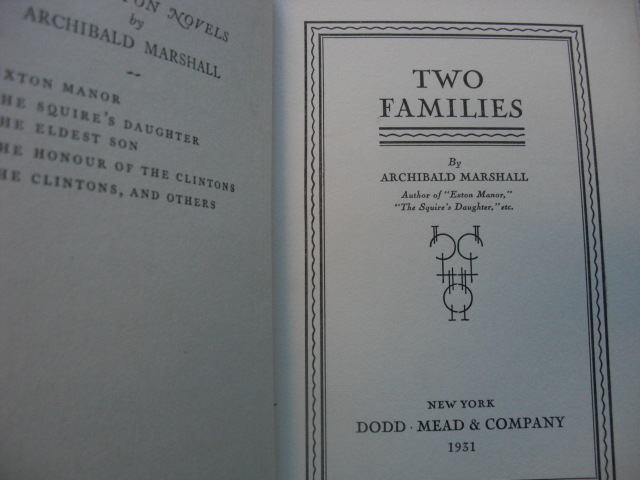 TON NOVELS
by
ARCHIBALD MARSHALL
EXTON MANOR
HE SQUIRE'S DAUGHTER
HE ELDEST SON
HE HONOUR OF THE CLINTONS
HE CLINTONS, AND OTHERS
TWO
FAMILIES
By
ARCHIBALD MARSHALL
Author of "Exton Manor,"
"The Squire's Daughter," etc.
NEW YORK
DODD · MEAD & COMPANY
1931